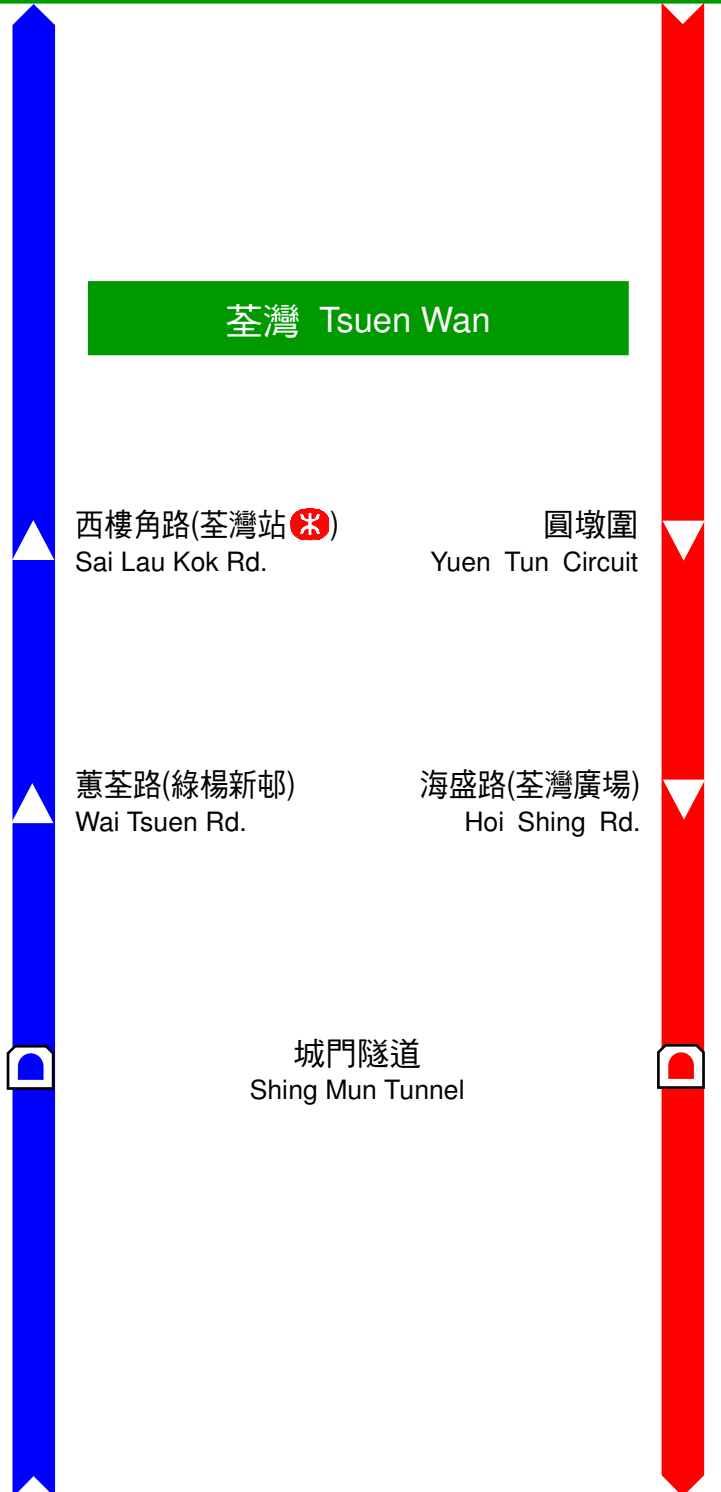 荃灣 Tsuen Wan
西樓角路(荃灣站)
Sai Lau Kok Rd.
圓墩圍
Yuen Tun Circuit
蕙荃路(綠楊新邨)
Wai Tsuen Rd.
海盛路(荃灣廣場)
Hoi Shing Rd.
城門隧道
Shing Mun Tunnel